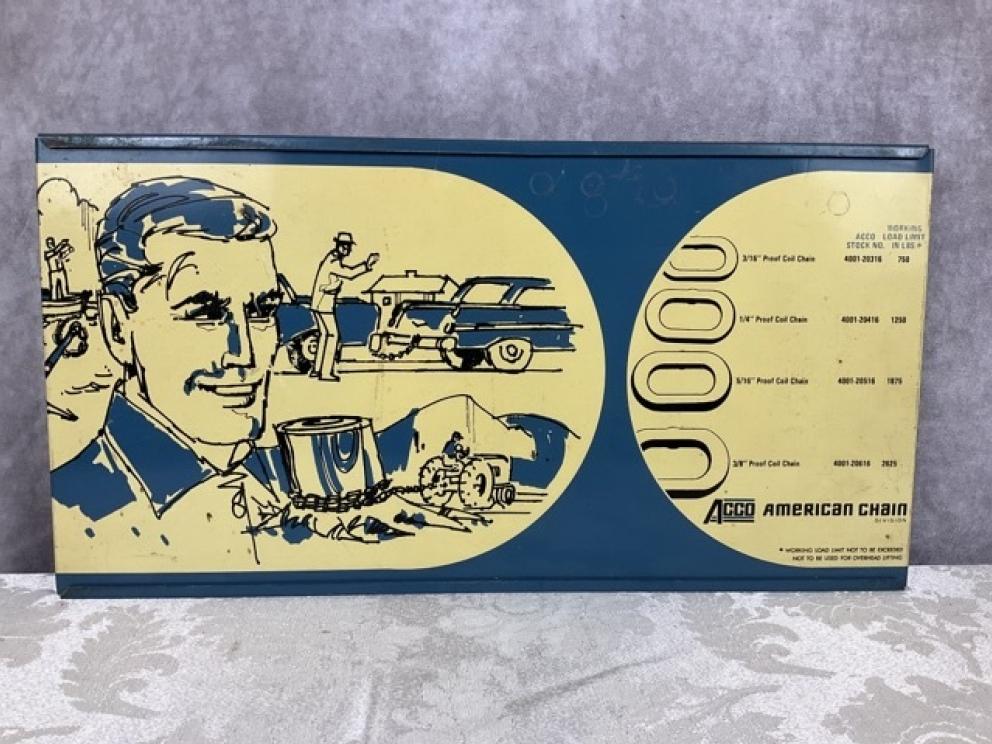 WORKING
ACCO LOAD LIMIT
STOCK NO. IN LBS*
3/16" Proof Coil Chain 4001-20316 750
1/4" Proof Coil Chain 4001-20416 1250
5/16" Proof Coil Chain 4001-20516 1875
3/8" Proof Coil Chain 4001-20616 2625
ACCO AMERICAN CHAIN
DIVISION
* WORKING LOAD LIMIT NOT TO BE EXCEEDED
NOT TO BE USED FOR OVERHEAD LIFTING